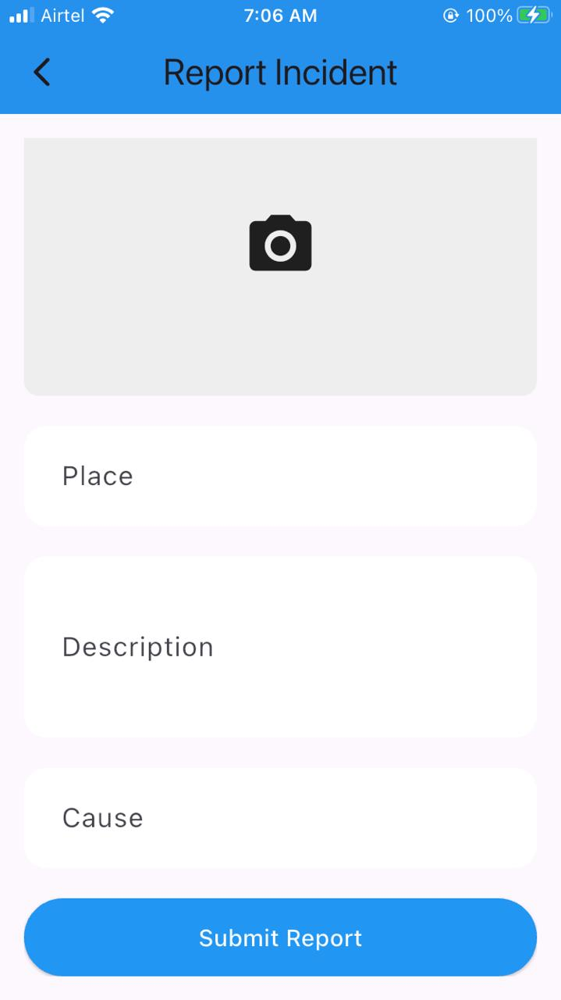 Airtel 7:06 AM 100%
Report Incident
Place
Description
Cause
Submit Report